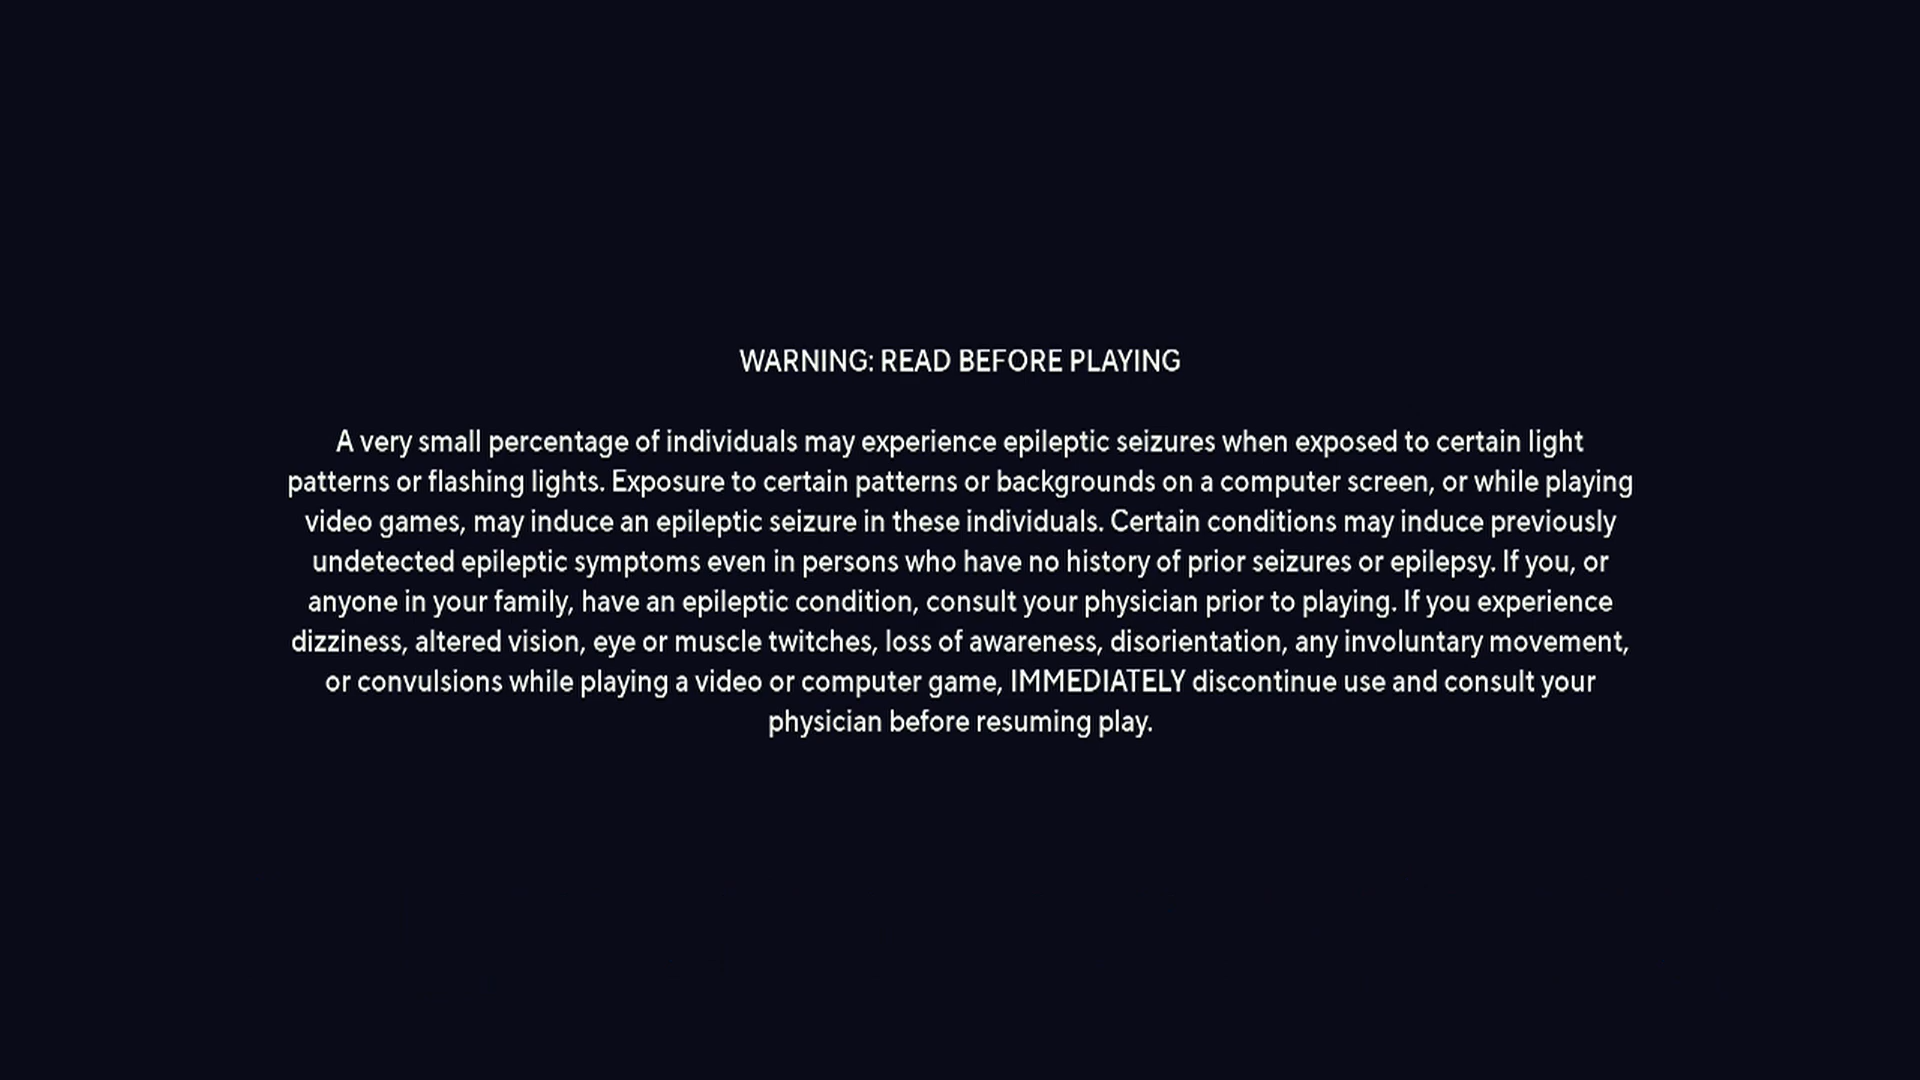 WARNING: READ BEFORE PLAYING
A very small percentage of individuals may experience epileptic seizures when exposed to certain light
patterns or flashing lights. Exposure to certain patterns or backgrounds on a computer screen, or while playing
video games, may induce an epileptic seizure in these individuals. Certain conditions may induce previously
undetected epileptic symptoms even in persons who have no history of prior seizures or epilepsy. If you, or
anyone in your family, have an epileptic condition, consult your physician prior to playing. If you experience
dizziness, altered vision, eye or muscle twitches, loss of awareness, disorientation, any involuntary movement,
or convulsions while playing a video or computer game, IMMEDIATELY discontinue use and consult your
physician before resuming play.